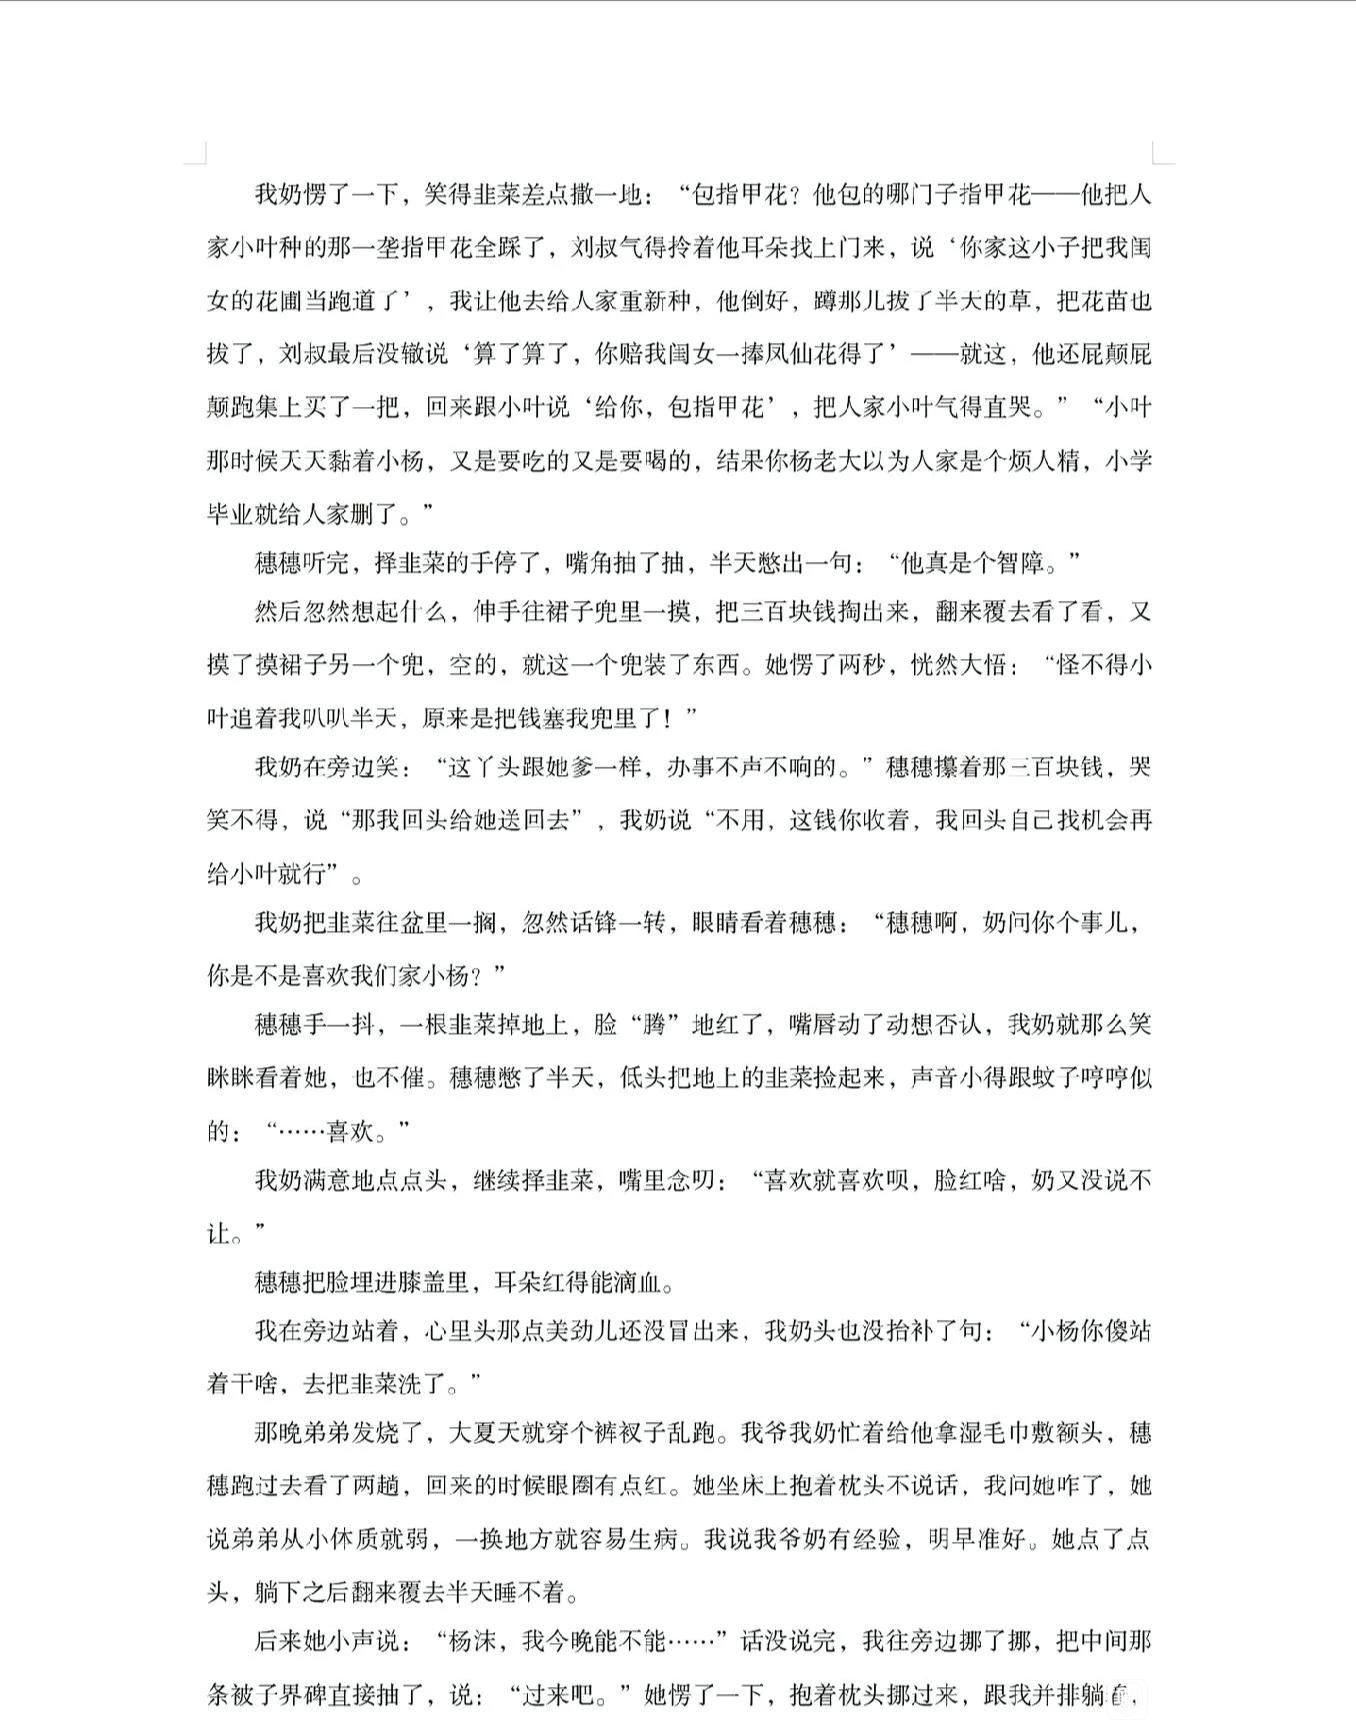 我奶愣了一下，笑得韭菜差点撒一地：“包指甲花？他包的哪门子指甲花——他把人
家小叶种的那一垄指甲花全踩了，刘叔气得拎着他耳朵找上门来，说‘你家这小子把我闺
女的花圃当跑道了’，我让他去给人家重新种，他倒好，蹲那儿拔了半天的草，把花苗也
拔了，刘叔最后没辙说‘算了算了，你赔我闺女一捧凤仙花得了’——就这，他还屁颠屁
颠跑集上买了一把，回来跟小叶说‘给你，包指甲花’，把人家小叶气得直哭。”“小叶
那时候天天黏着小杨，又是要吃的又是要喝的，结果你杨老大以为人家是个烦人精，小学
毕业就给人家删了。”
穗穗听完，择韭菜的手停了，嘴角抽了抽，半天憋出一句：“他真是个智障。”
然后忽然想起什么，伸手往裙子兜里一摸，把三百块钱掏出来，翻来覆去看了看，又
摸了摸裙子另一个兜，空的，就这一个兜装了东西。她愣了两秒，恍然大悟：“怪不得小
叶追着我叭叭半天，原来是把钱塞我兜里了！”
我奶在旁边笑：“这丫头跟她爹一样，办事不声不响的。”穗穗攥着那三百块钱，哭
笑不得，说“那我回头给她送回去”，我奶说“不用，这钱你收着，我回头自己找机会再
给小叶就行”。
我奶把韭菜往盆里一搁，忽然话锋一转，眼睛看着穗穗：“穗穗啊，奶问你个事儿，
你是不是喜欢我们家小杨？”
穗穗手一抖，一根韭菜掉地上，脸“腾”地红了，嘴唇动了动想否认，我奶就那么笑
眯眯看着她，也不催。穗穗憋了半天，低头把地上的韭菜捡起来，声音小得跟蚊子哼哼似
的：“……喜欢。”
我奶满意地点点头，继续择韭菜，嘴里念叨：“喜欢就喜欢呗，脸红啥，奶又没说不
让。”
穗穗把脸埋进膝盖里，耳朵红得能滴血。
我在旁边站着，心里头那点美劲儿还没冒出来，我奶头也没抬补了句：“小杨你傻站
着干啥，去把韭菜洗了。”
那晚弟弟发烧了，大夏天就穿个裤衩子乱跑。我爷我奶忙着给他拿湿毛巾敷额头，穗
穗跑过去看了两趟，回来的时候眼圈有点红。她坐床上抱着枕头不说话，我问她咋了，她
说弟弟从小体质就弱，一换地方就容易生病。我说我爷奶有经验，明早准好。她点了点
头，躺下之后翻来覆去半天睡不着。
后来她小声说：“杨沫，我今晚能不能……”话没说完，我往旁边挪了挪，把中间那
条被子界碑直接抽了，说：“过来吧。”她愣了一下，抱着枕头挪过来，跟我并排躺着，